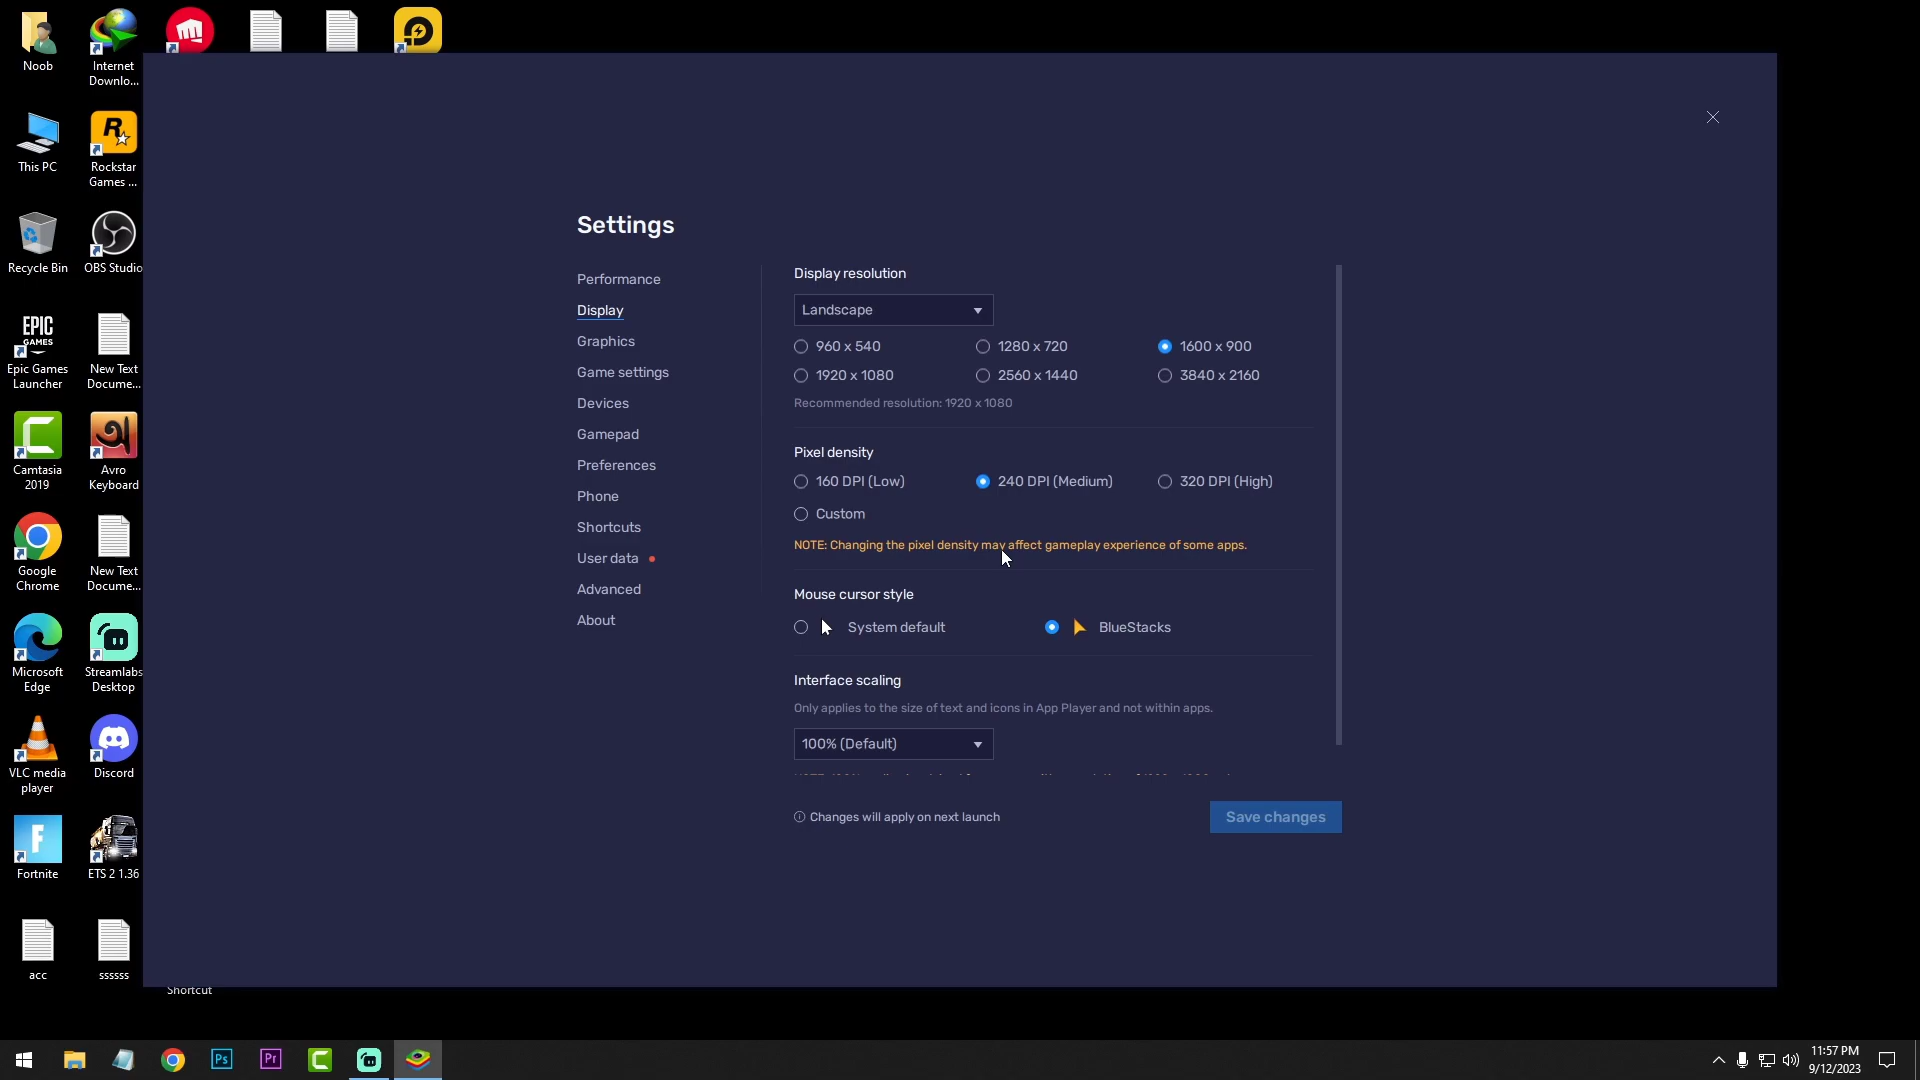 Noob
Internet
Downlo...
This PC
Rockstar
Games ...
Recycle Bin
OBS Studio
EPIC
GAMES
Epic Games
Launcher
New Text
Docume...
Camtasia
2019
Avro
Keyboard
Google
Chrome
New Text
Docume...
Microsoft
Edge
Streamlabs
Desktop
VLC media
player
Discord
Fortnite
ETS 2 1.36
acc
ssssss
Shortcut
Settings
Performance
Display
Graphics
Game settings
Devices
Gamepad
Preferences
Phone
Shortcuts
User data
Advanced
About
Display resolution
Landscape
960 x 540
1280 x 720
1600 x 900
1920 x 1080
2560 x 1440
3840 x 2160
Recommended resolution: 1920 x 1080
Pixel density
160 DPI (Low)
240 DPI (Medium)
320 DPI (High)
Custom
NOTE: Changing the pixel density may affect gameplay experience of some apps.
Mouse cursor style
System default
BlueStacks
Interface scaling
Only applies to the size of text and icons in App Player and not within apps.
100% (Default)
Changes will apply on next launch
Save changes
Ps
Pr
11:57 PM
9/12/2023